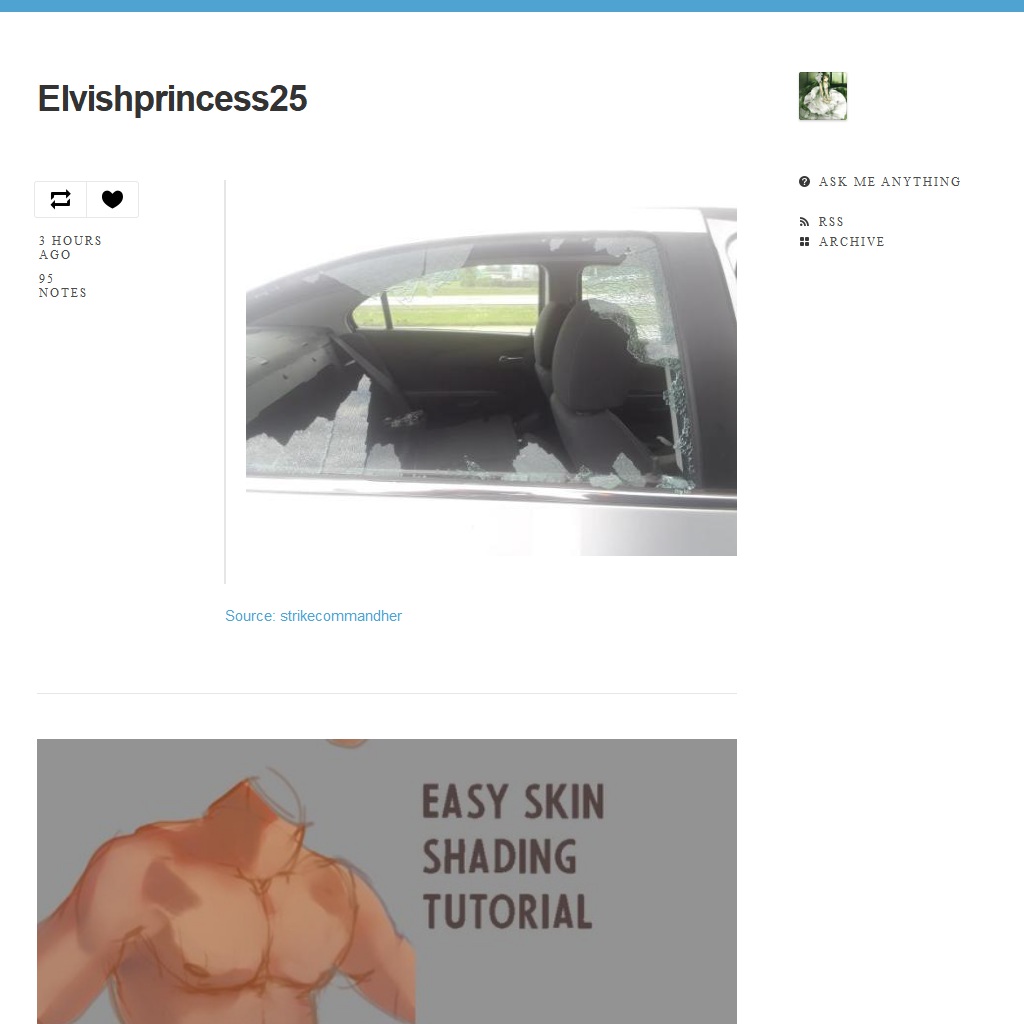 Elvishprincess25
3 HOURS
AGO
95
NOTES
ASK ME ANYTHING
RSS
ARCHIVE
Source: strikecommandher
EASY SKIN
SHADING
TUTORIAL